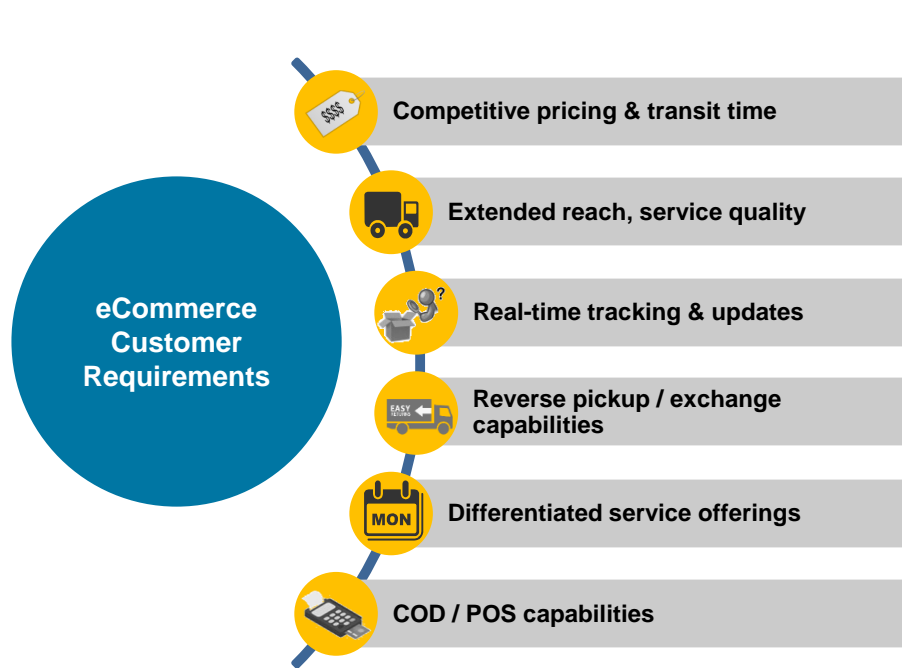 $$$$
Competitive pricing & transit time
Extended reach, service quality
eCommerce
Customer
Requirements
?
Real-time tracking & updates
EASY
RETURNS
Reverse pickup / exchange
capabilities
MON
Differentiated service offerings
COD / POS capabilities